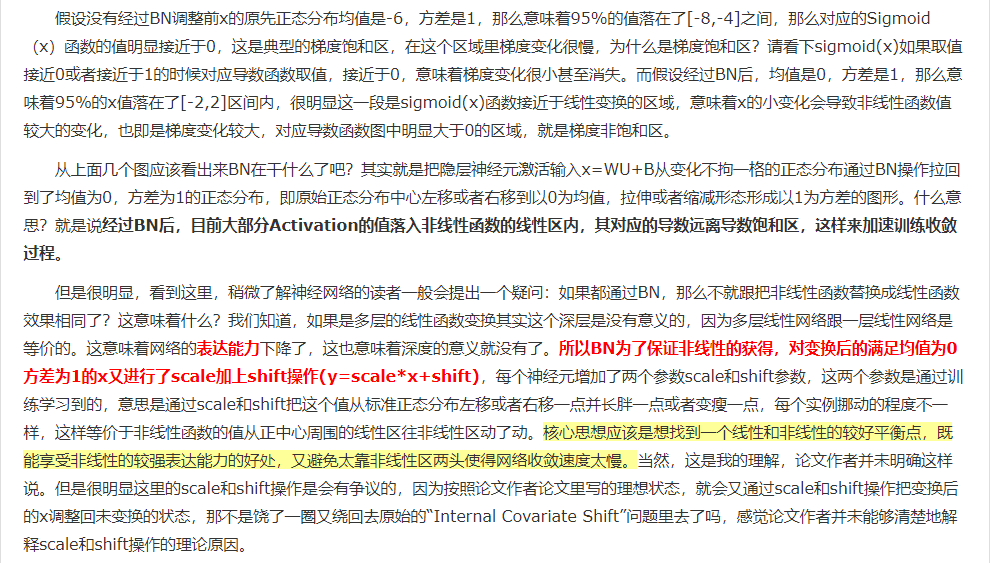 假设没有经过BN调整前x的原先正态分布均值是-6，方差是1，那么意味着95%的值落在了[-8,-4]之间，那么对应的Sigmoid
（x）函数的值明显接近于0，这是典型的梯度饱和区，在这个区域里梯度变化很慢，为什么是梯度饱和区？请看下sigmoid(x)如果取值
接近0或者接近于1的时候对应导数函数取值，接近于0，意味着梯度变化很小甚至消失。而假设经过BN后，均值是0，方差是1，那么意
味着95%的x值落在了[-2,2]区间内，很明显这一段是sigmoid(x)函数接近于线性变换的区域，意味着x的小变化会导致非线性函数值
较大的变化，也即是梯度变化较大，对应导数函数图中明显大于0的区域，就是梯度非饱和区。
从上面几个图应该看出来BN在干什么了吧？其实就是把隐层神经元激活输入x=WU+B从变化不拘一格的正态分布通过BN操作拉回
到了均值为0，方差为1的正态分布，即原始正态分布中心左移或者右移到以0为均值，拉伸或者缩减形态形成以1为方差的图形。什么意
思？就是说经过BN后，目前大部分Activation的值落入非线性函数的线性区内，其对应的导数远离导数饱和区，这样来加速训练收敛
过程。
但是很明显，看到这里，稍微了解神经网络的读者一般会提出一个疑问：如果都通过BN，那么不就跟把非线性函数替换成线性函数
效果相同了？这意味着什么？我们知道，如果是多层的线性函数变换其实这个深层是没有意义的，因为多层线性网络跟一层线性网络是
等价的。这意味着网络的表达能力下降了，这也意味着深度的意义就没有了。所以BN为了保证非线性的获得，对变换后的满足均值为0
方差为1的x又进行了scale加上shift操作(y=scale*x+shift)，每个神经元增加了两个参数scale和shift参数，这两个参数是通过训
练学习到的，意思是通过scale和shift把这个值从标准正态分布左移或者右移一点并长胖一点或者变瘦一点，每个实例挪动的程度不一
样，这样等价于非线性函数的值从正中心周围的线性区往非线性区动了动。核心思想应该是想找到一个线性和非线性的较好平衡点，既
能享受非线性的较强表达能力的好处，又避免太靠非线性区两头使得网络收敛速度太慢。当然，这是我的理解，论文作者并未明确这样
说。但是很明显这里的scale和shift操作是会有争议的，因为按照论文作者论文里写的理想状态，就会又通过scale和shift操作把变换后
的x调整回未变换的状态，那不是饶了一圈又绕回去原始的“Internal Covariate Shift”问题里去了吗，感觉论文作者并未能够清楚地解
释scale和shift操作的理论原因。